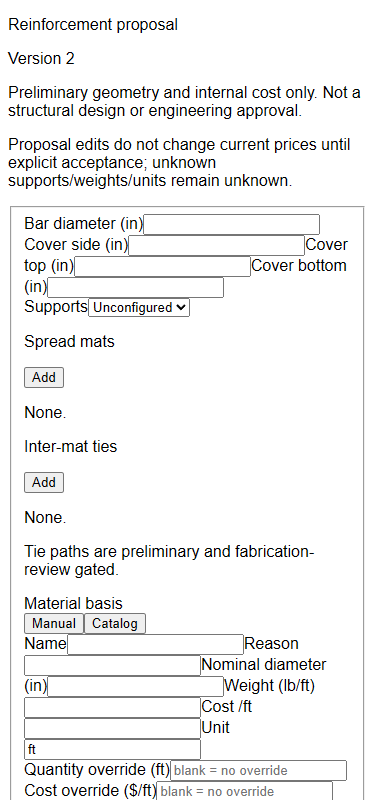 Reinforcement proposal
Version 2
Preliminary geometry and internal cost only. Not a
structural design or engineering approval.
Proposal edits do not change current prices until
explicit acceptance; unknown
supports/weights/units remain unknown.
Bar diameter (in)
Cover side (in) Cover
top (in) Cover bottom
(in)
Supports Unconfigured
Spread mats
Add
None.
Inter-mat ties
Add
None.
Tie paths are preliminary and fabrication-
review gated.
Material basis
Manual Catalog
Name Reason
Nominal diameter
(in) Weight (lb/ft)
Cost /ft
Unit
ft
Quantity override (ft) blank = no override
Cost override ($/ft) blank = no override